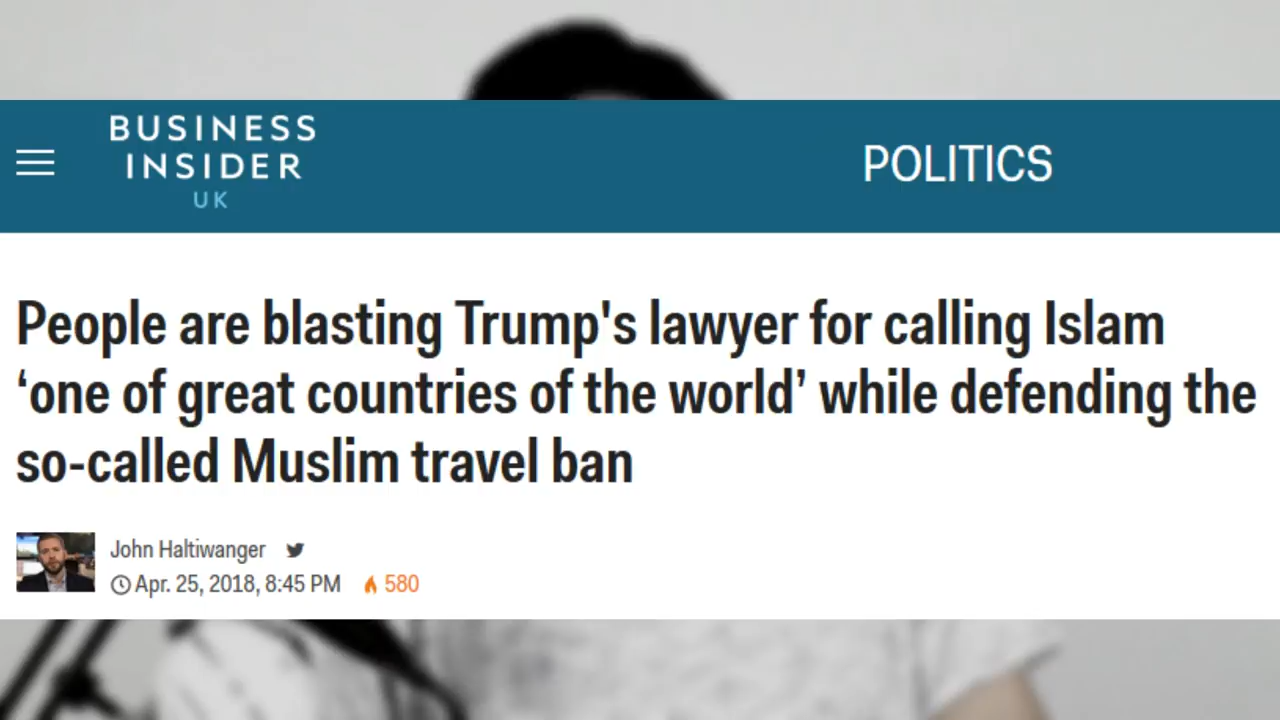 BUSINESS
INSIDER
UK
POLITICS
People are blasting Trump's lawyer for calling Islam
‘one of great countries of the world’ while defending the
so-called Muslim travel ban
John Haltiwanger
Apr. 25, 2018, 8:45 PM 580